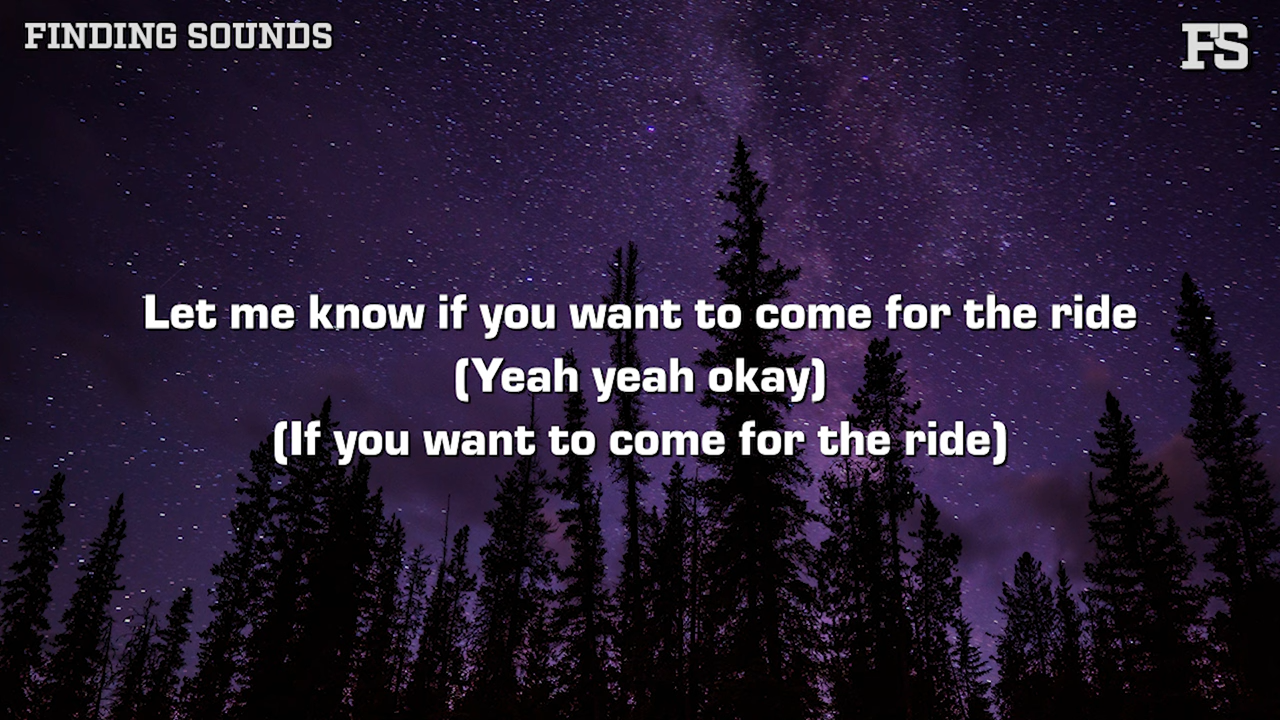 FINDING SOUNDS
FS
Let me know if you want to come for the ride
(Yeah yeah okay)
(If you want to come for the ride)